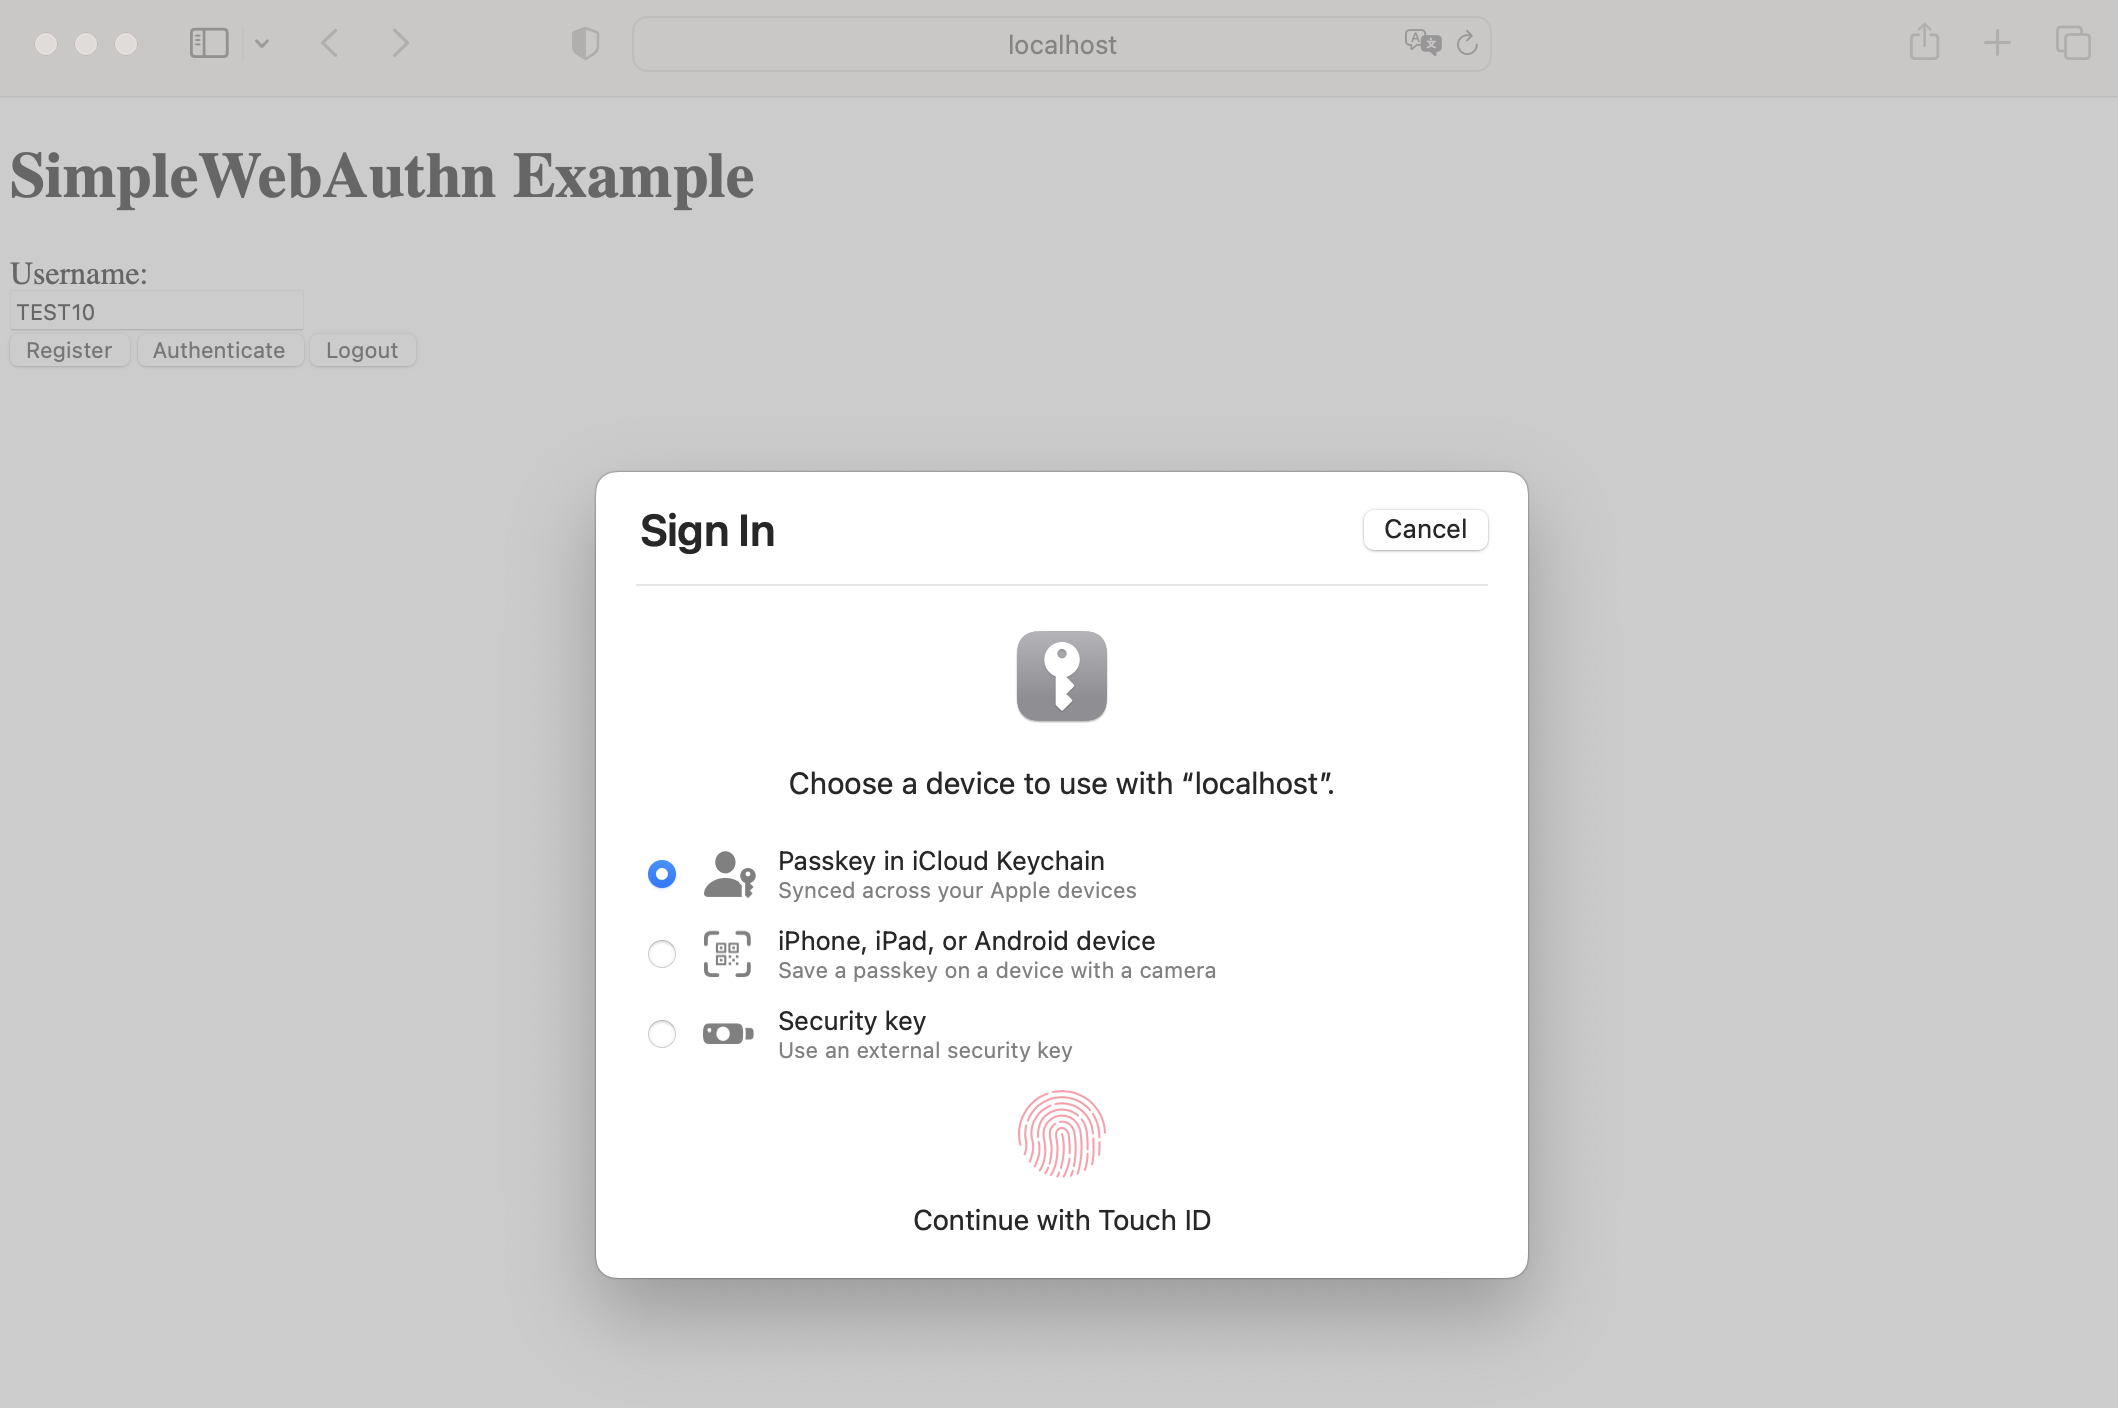 localhost
SimpleWebAuthn Example
Username:
TEST10
Register Authenticate Logout
Sign In
Cancel
Choose a device to use with “localhost”.
Passkey in iCloud Keychain
Synced across your Apple devices
iPhone, iPad, or Android device
Save a passkey on a device with a camera
Security key
Use an external security key
Continue with Touch ID